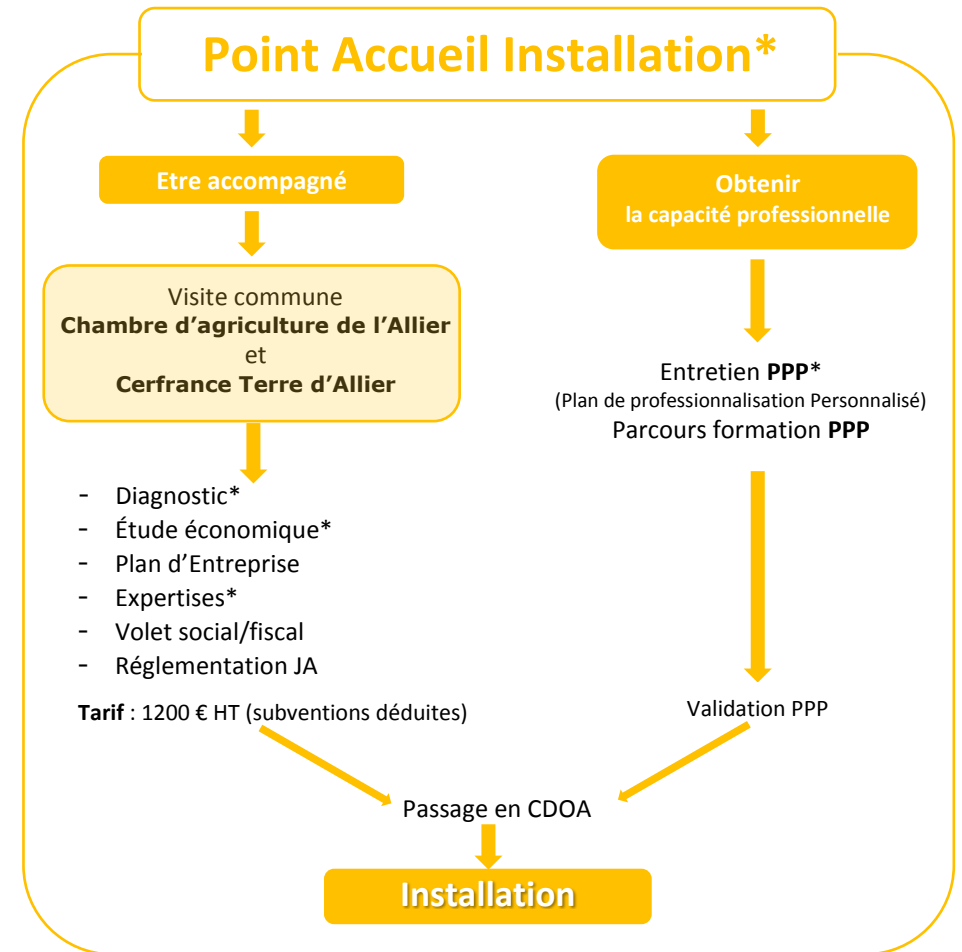 Point Accueil Installation*
Etre accompagné
Visite commune
Chambre d'agriculture de l'Allier
et
Cerfrance Terre d'Allier
- Diagnostic*
- Étude économique*
- Plan d'Entreprise
- Expertises*
- Volet social/fiscal
- Réglementation JA
Tarif : 1200 € HT (subventions déduites)
Obtenir
la capacité professionnelle
Entretien PPP*
(Plan de professionnalisation Personnalisé)
Parcours formation PPP
Validation PPP
Passage en CDOA
Installation